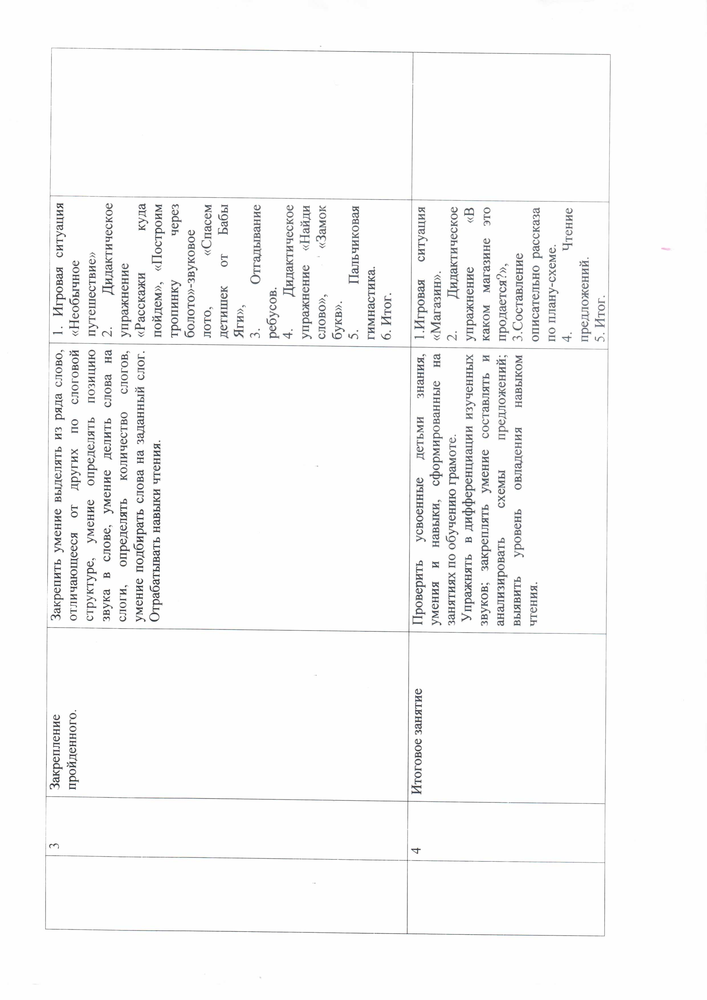 3
Закрепление
пройденного.
Закрепить умение выделять из ряда слово,
отличающееся от других по слоговой
структуре, умение определять позицию
звука в слове, умение делить слова на
слоги, определять количество слогов,
умение подбирать слова на заданный слог.
Отрабатывать навыки чтения.
1. Игровая ситуация
«Необычное
путешествие»
2. Дидактическое
упражнение
«Расскажи куда
пойдем», «Построим
тропинку через
болото»-звуковое
лото, «Спасем
детишек от Бабы
Яги»,
3. Отгадывание
ребусов.
4. Дидактическое
упражнение «Найди
слово», «Замок
букв».
5. Пальчиковая
гимнастика.
6. Итог.
4
Итоговое занятие
Проверить усвоенные детьми знания,
умения и навыки, сформированные на
занятиях по обучению грамоте.
Упражнять в дифференциации изученных
звуков; закреплять умение составлять и
анализировать схемы предложений;
выявить уровень овладения навыком
чтения.
1.Игровая ситуация
«Магазин».
2. Дидактическое
упражнение «В
каком магазине это
продается?»,
3.Составление
описательно рассказа
по плану-схеме.
4. Чтение
предложений.
5. Итог.